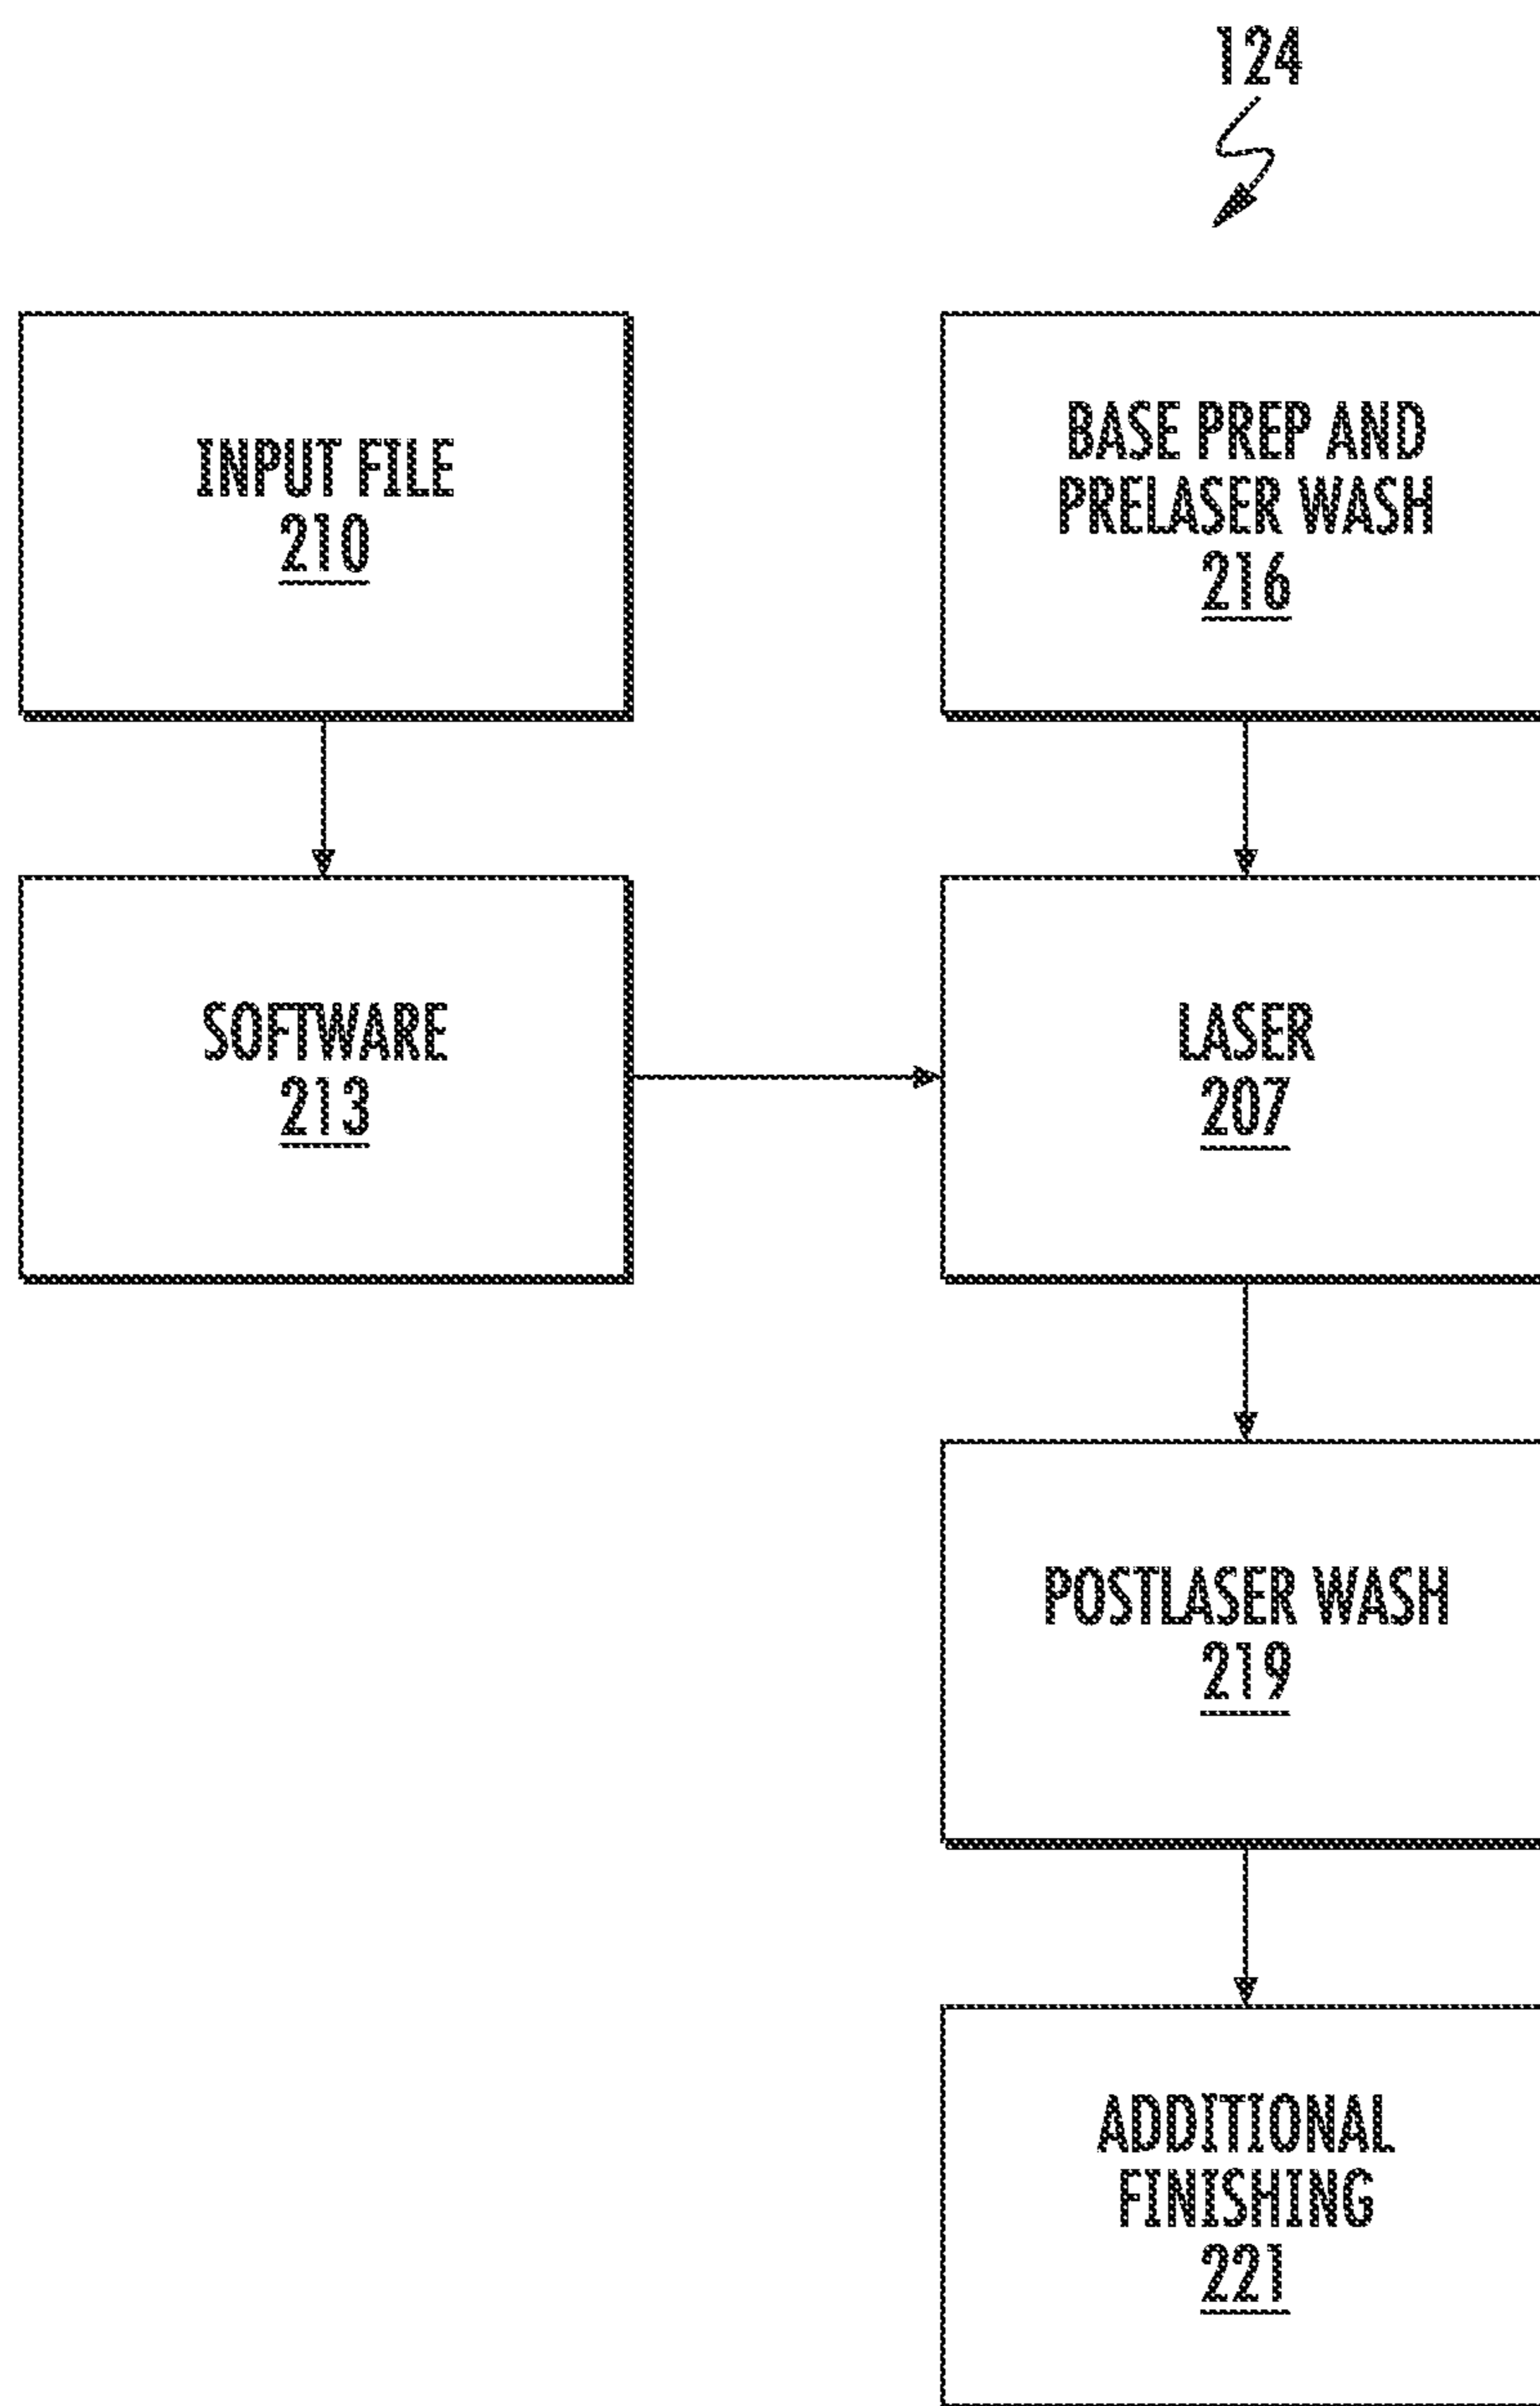 124
INPUT FILE
210
BASE PREP AND
PRELASER WASH
216
SOFTWARE
213
LASER
207
POSTLASER WASH
219
ADDITIONAL
FINISHING
221